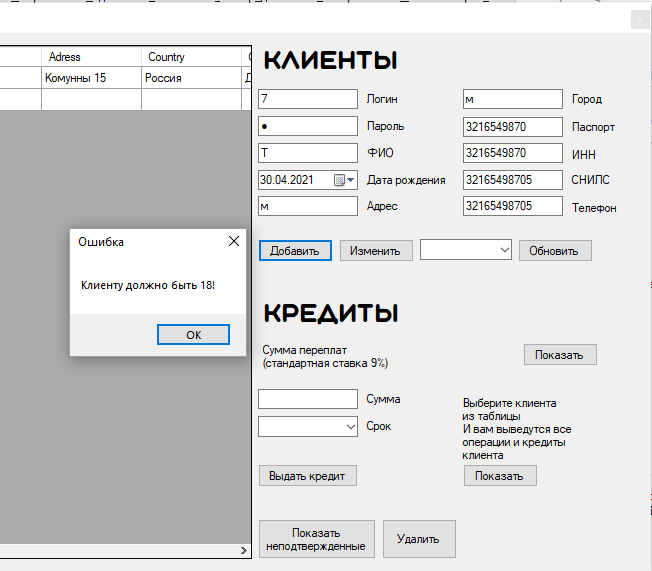 Adress Country
Комунны 15 Россия
КЛИЕНТЫ
7 Логин м Город
Пароль 3216549870 Паспорт
Т ФИО 3216549870 ИНН
30.04.2021 Дата рождения 32165498705 СНИЛС
м Адрес 32165498705 Телефон
Добавить Изменить Обновить
Ошибка
Клиенту должно быть 18!
ОК
КРЕДИТЫ
Сумма переплат
(стандартная ставка 9%)
Показать
Сумма
Срок
Выберите клиента
из таблицы
И вам выведутся все
операции и кредиты
клиента
Выдать кредит Показать
Показать
неподтвержденные
Удалить